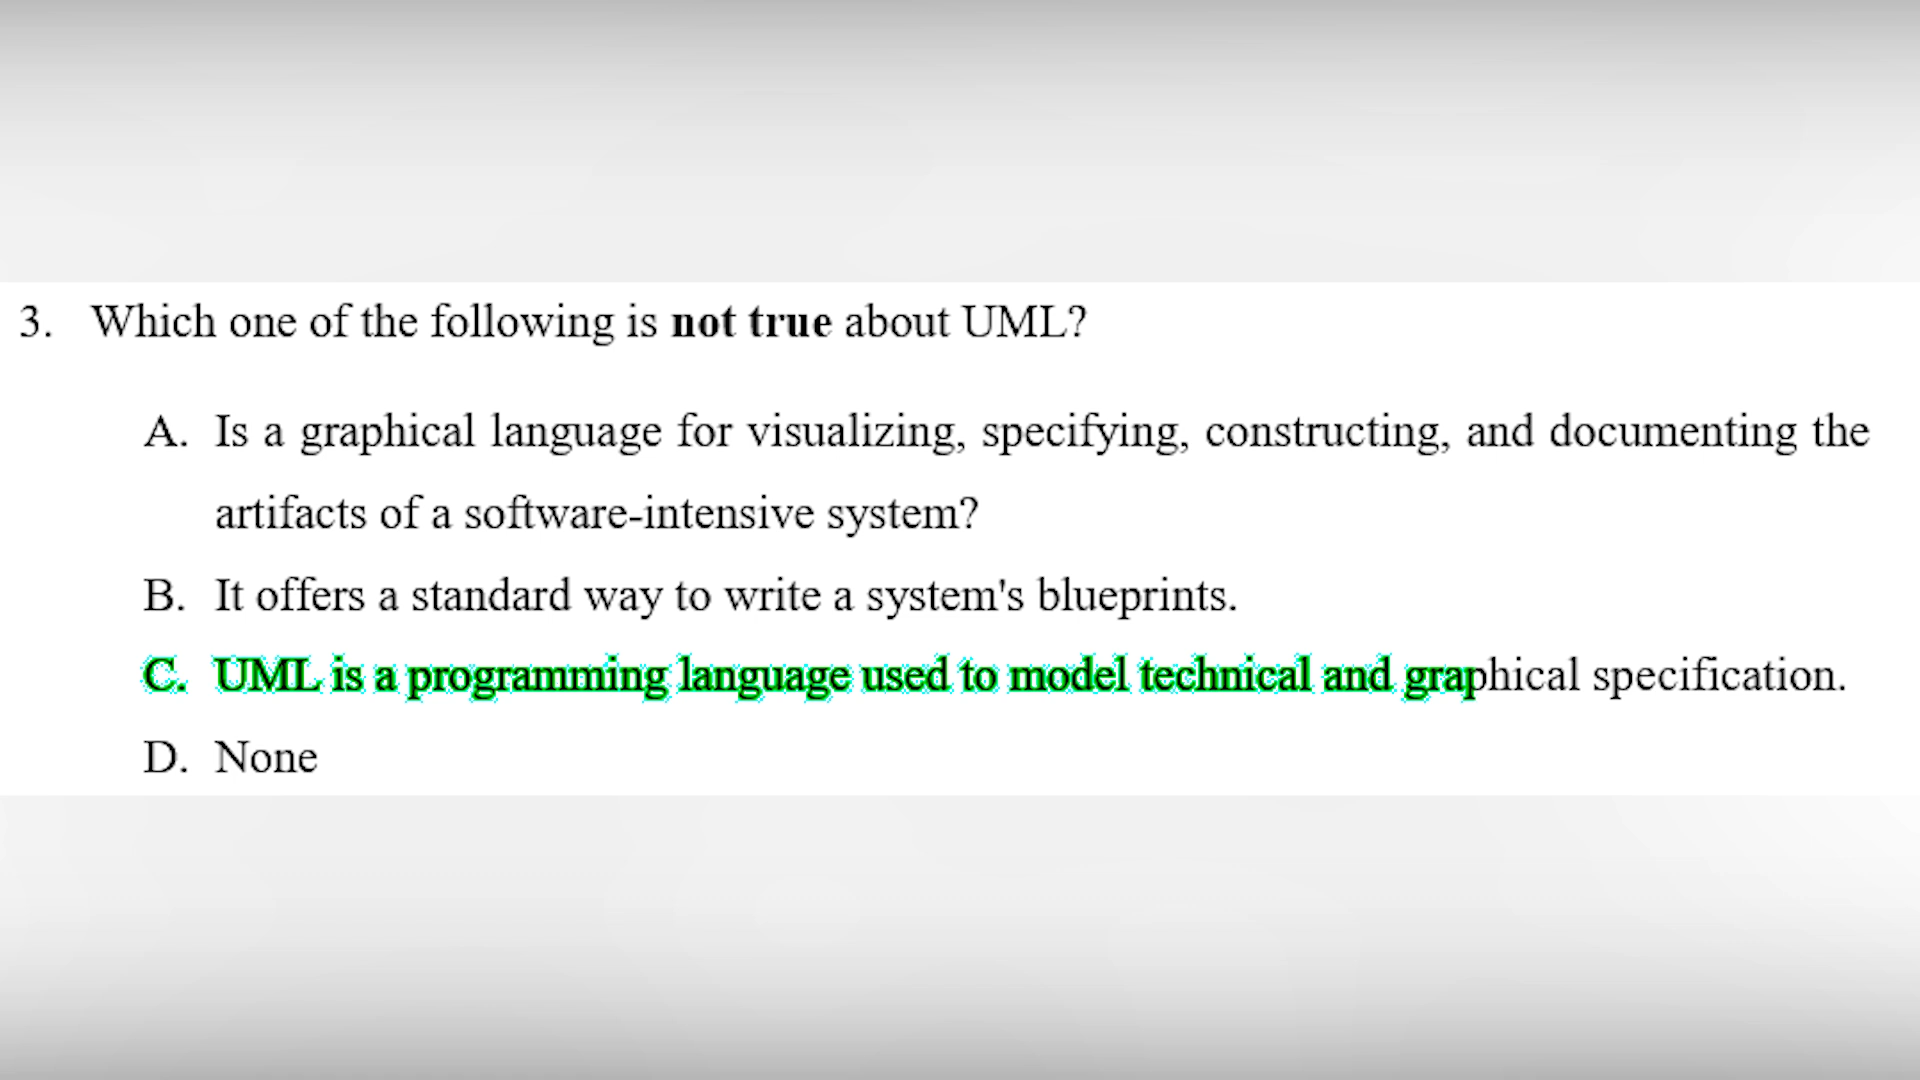 3. Which one of the following is not true about UML?
A. Is a graphical language for visualizing, specifying, constructing, and documenting the
artifacts of a software-intensive system?
B. It offers a standard way to write a system's blueprints.
C. UML is a programming language used to model technical and graphical specification.
D. None